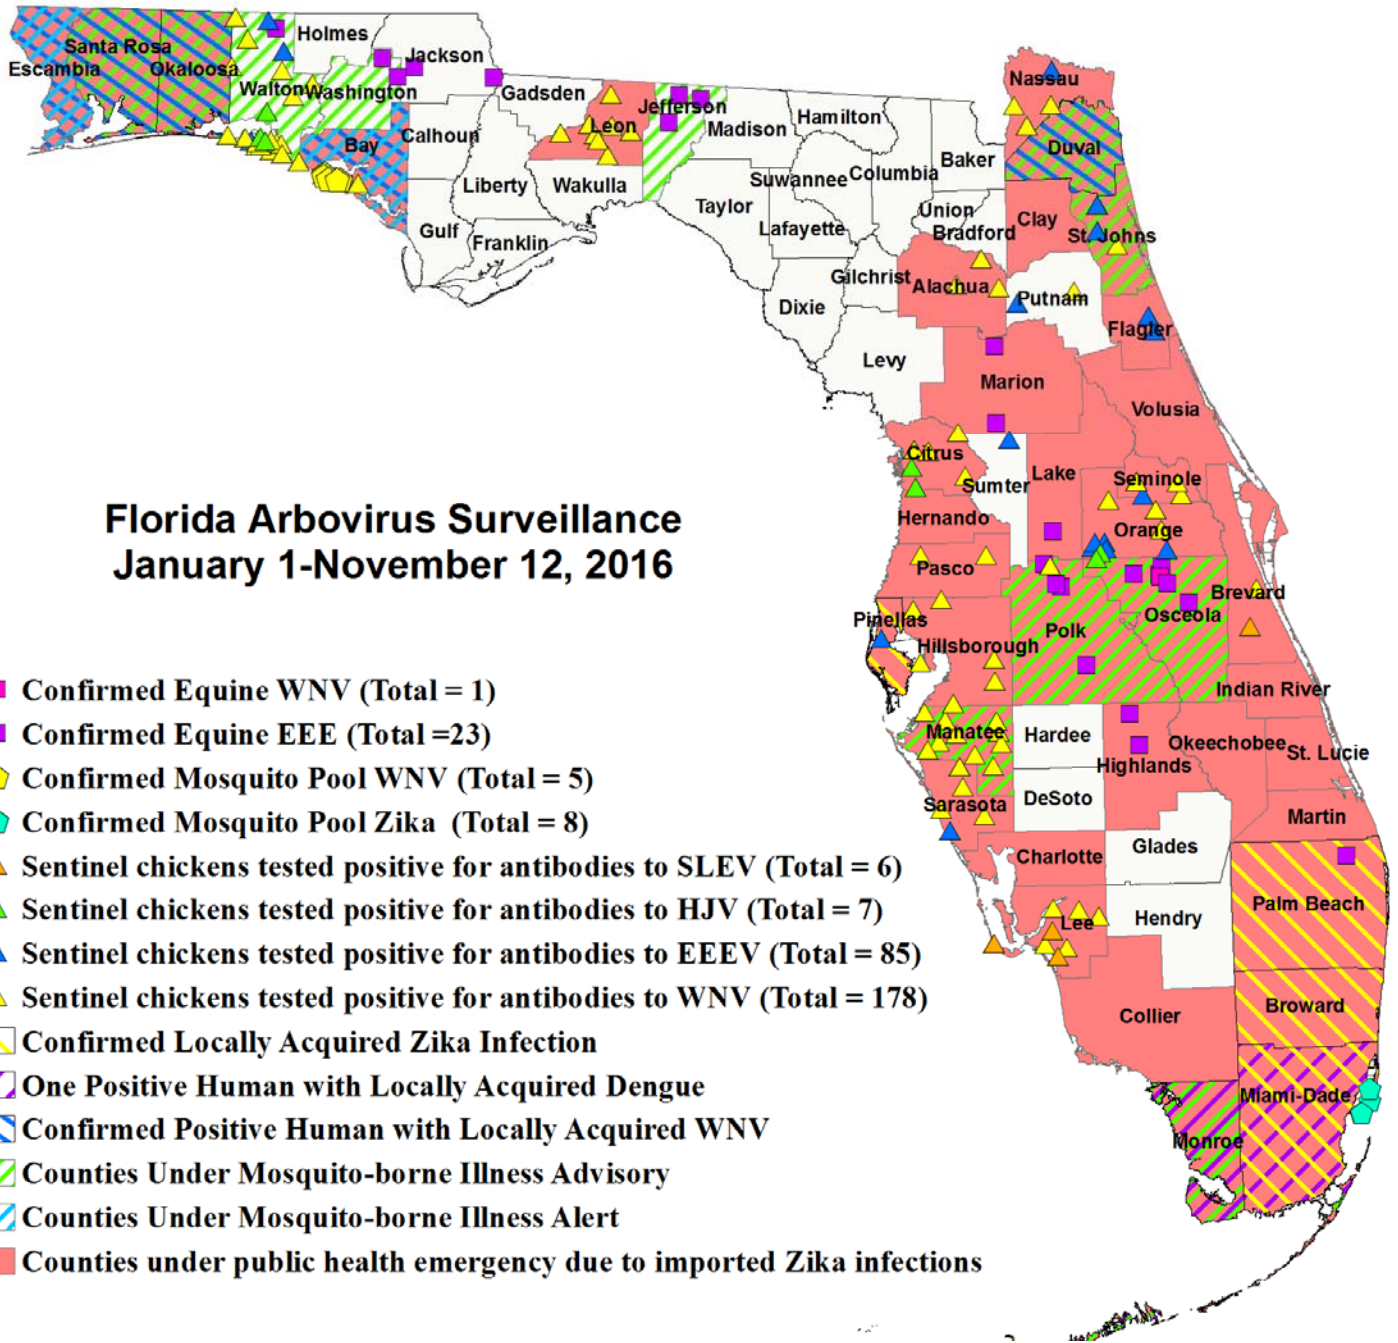 Holmes
Jackson
Santa Rosa
Escambia
Okaloosa
Walton
Washington
Gadsden
Jefferson
Leon
Madison
Hamilton
Calhoun
Bay
Liberty
Wakulla
Gulf
Franklin
Taylor
Suwannee
Columbia
Baker
Lafayette
Union
Bradford
Nassau
Duval
Clay
St. Johns
Gilchrist
Alachua
Putnam
Dixie
Flagler
Levy
Marion
Volusia
Citrus
Sumter
Lake
Seminole
Hernando
Orange
Pasco
Brevard
Pinellas
Polk
Osceola
Hillsborough
Indian River
Manatee
Hardee
Highlands
Okeechobee
St. Lucie
DeSoto
Sarasota
Martin
Charlotte
Glades
Lee
Hendry
Palm Beach
Collier
Broward
Miami-Dade
Monroe
Florida Arbovirus Surveillance
January 1-November 12, 2016
Confirmed Equine WNV (Total = 1)
Confirmed Equine EEE (Total =23)
Confirmed Mosquito Pool WNV (Total = 5)
Confirmed Mosquito Pool Zika (Total = 8)
Sentinel chickens tested positive for antibodies to SLEV (Total = 6)
Sentinel chickens tested positive for antibodies to HJV (Total = 7)
Sentinel chickens tested positive for antibodies to EEEV (Total = 85)
Sentinel chickens tested positive for antibodies to WNV (Total = 178)
Confirmed Locally Acquired Zika Infection
One Positive Human with Locally Acquired Dengue
Confirmed Positive Human with Locally Acquired WNV
Counties Under Mosquito-borne Illness Advisory
Counties Under Mosquito-borne Illness Alert
Counties under public health emergency due to imported Zika infections